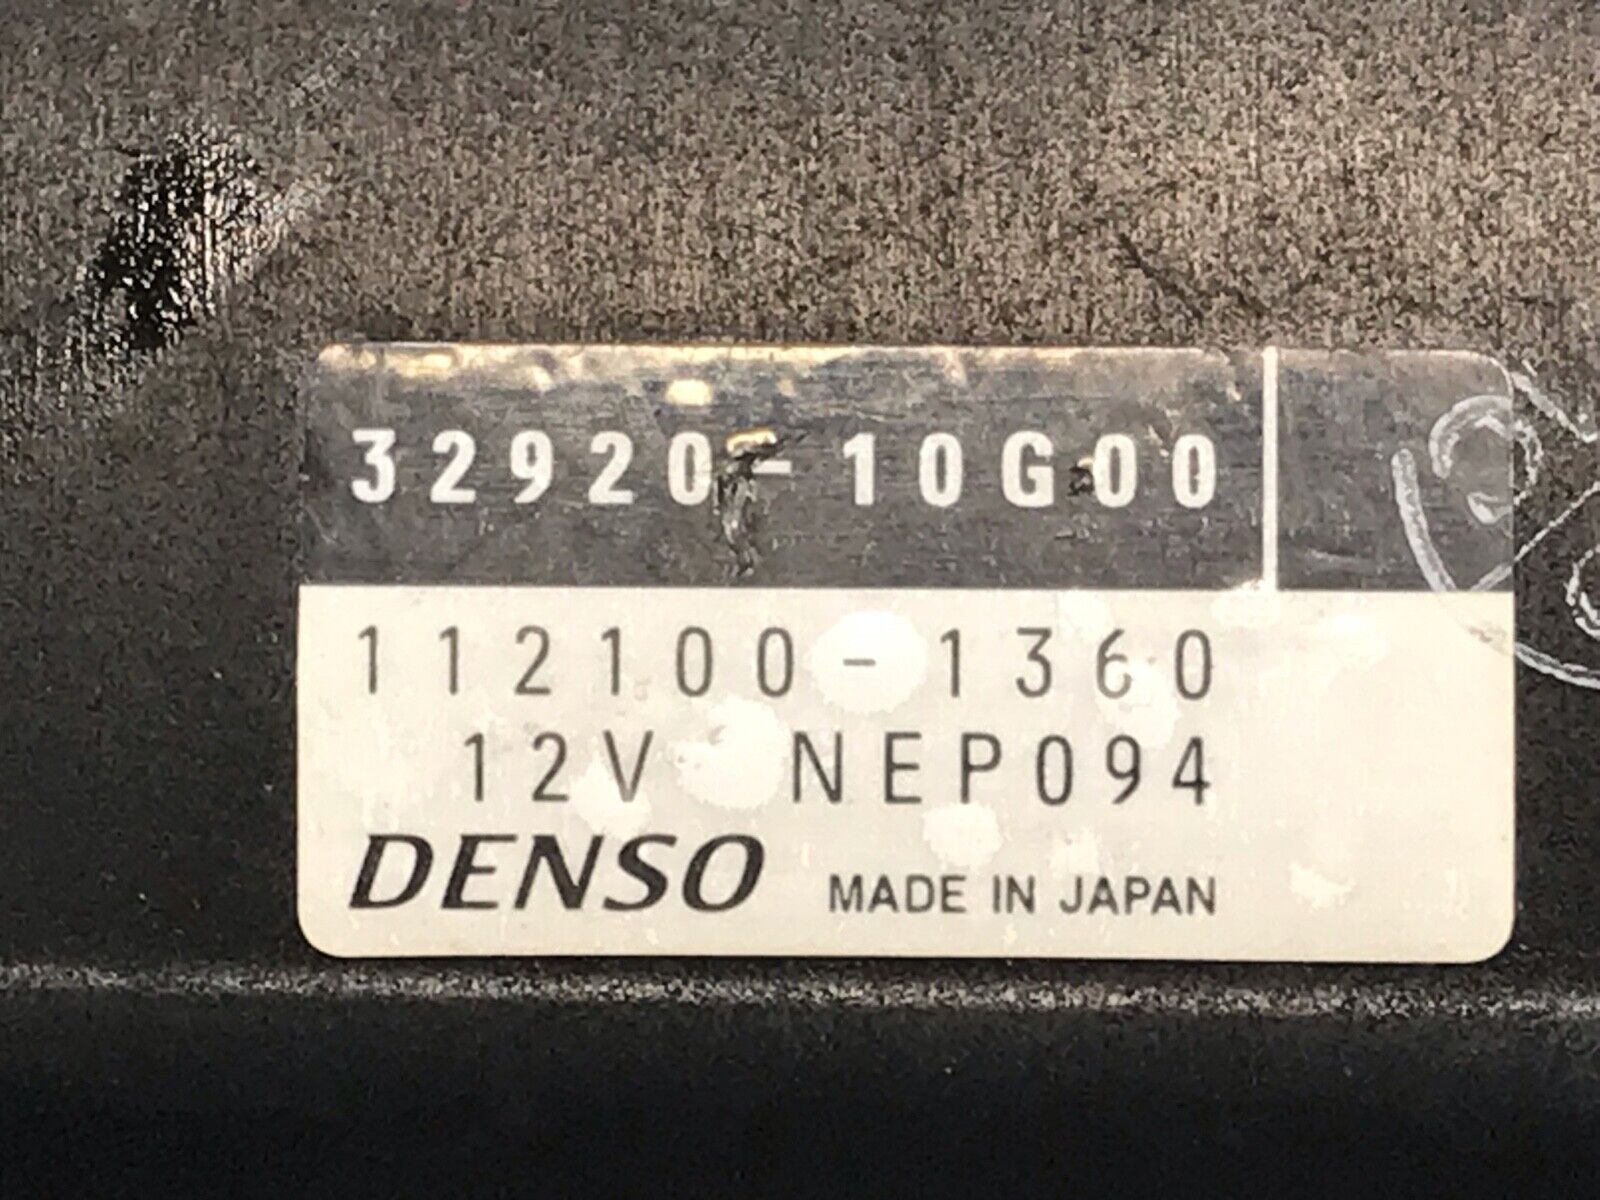 32920-10G00
112100-1360
12V NEP094
DENSO MADE IN JAPAN